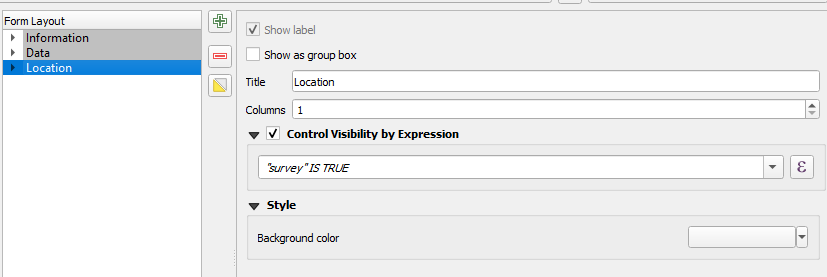 Form Layout
Information
Data
Location
Show label
Show as group box
Title Location
Columns 1
Control Visibility by Expression
"survey" IS TRUE ε
Style
Background color